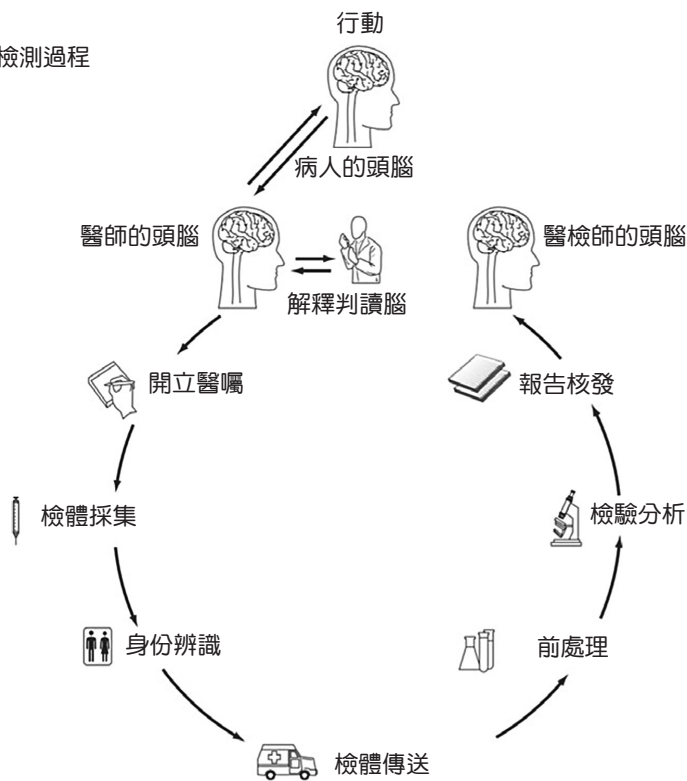 行動
檢測過程
病人的頭腦
醫師的頭腦
醫檢師的頭腦
解釋判讀腦
開立醫囑
報告核發
檢體採集
檢驗分析
身份辨識
前處理
檢體傳送